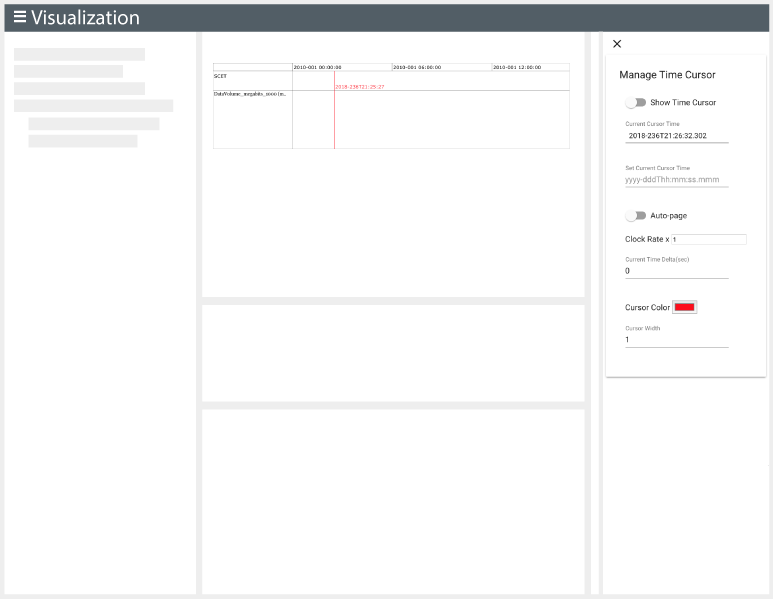 Visualization
2010-001 00:00:00 2010-001 06:00:00 2010-001 12:00:00
SCET
2018-236T21:25:27
Manage Time Cursor
Show Time Cursor
Current Cursor Time
2018-236T21:26:32.302
Set Current Cursor Time
yyyy-dddThh:mm:ss.mmm
Auto-page
Clock Rate x 1
Current Time Delta(sec)
0
Cursor Color
Cursor Width
1